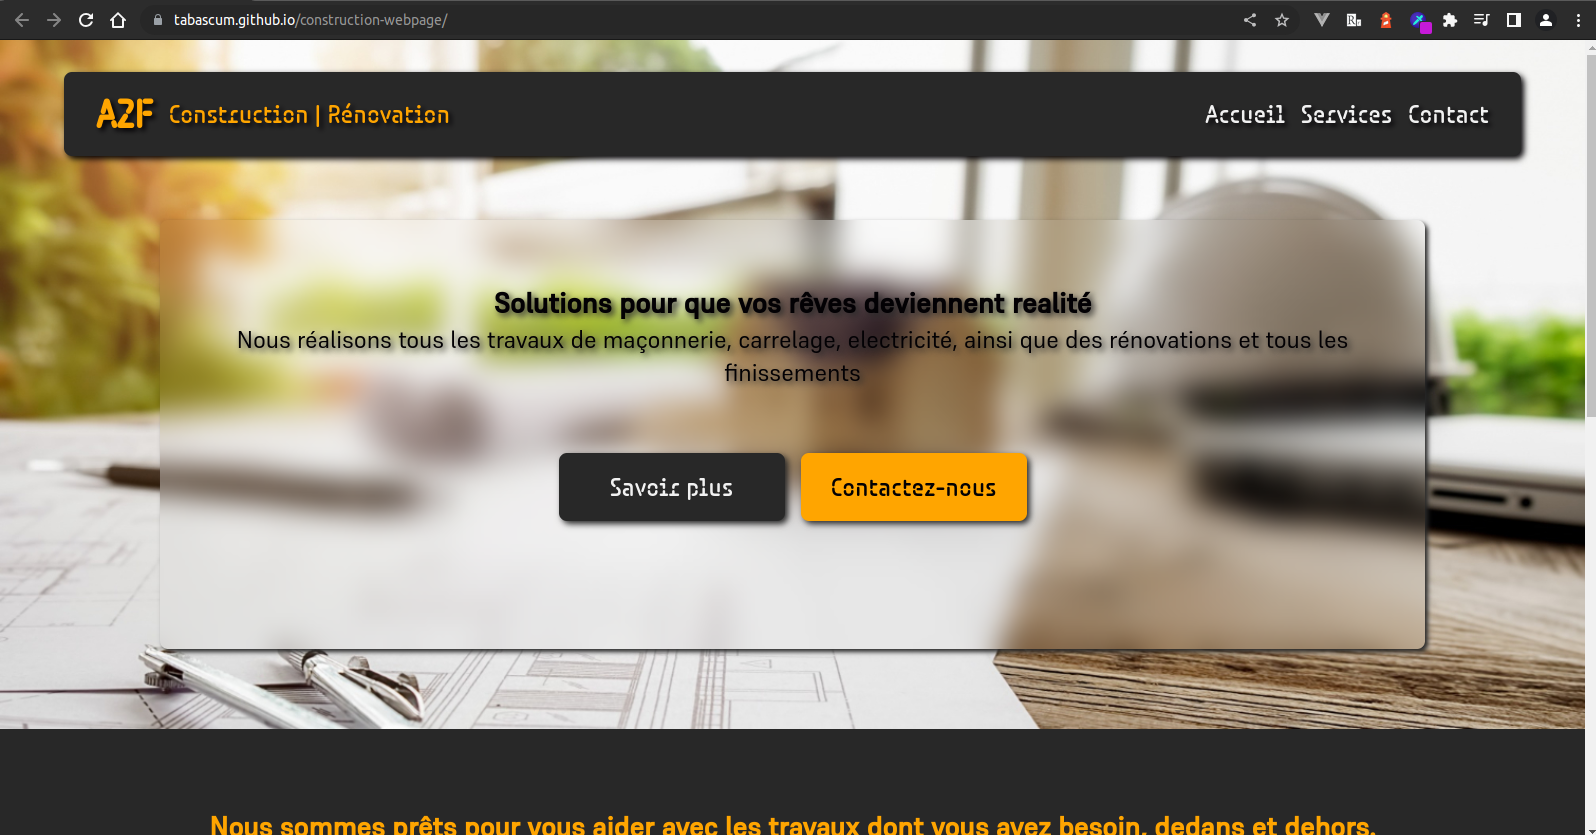 tabascum.github.io/construction-webpage/
A2F Construction | Rénovation
Accueil Services Contact
Solutions pour que vos rêves deviennent realité
Nous réalisons tous les travaux de maçonnerie, carrelage, electricité, ainsi que des rénovations et tous les
finissements
Savoir plus
Contactez-nous
Nous sommes prêts pour vous aider avec les travaux dont vous avez besoin, dedans et dehors.